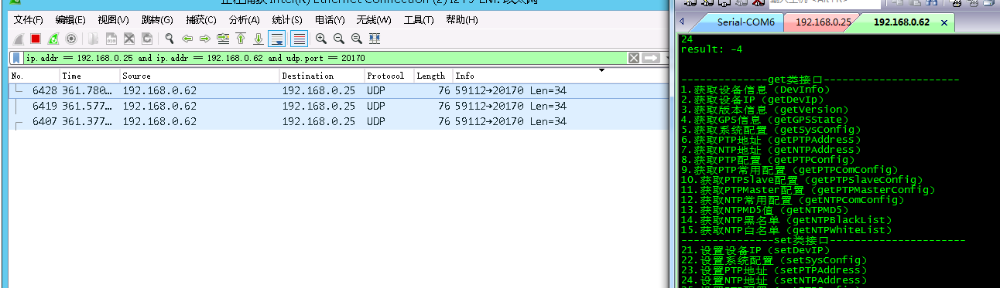 文件(F) 编辑(E) 视图(V) 跳转(G) 捕获(C) 分析(A) 统计(S) 电话(Y) 无线(W) 工具(T) 帮助(H)
ip.addr == 192.168.0.25 and ip.addr == 192.168.0.62 and udp.port == 20170
No. Time Source Destination Protocol Length Info
6428 361.780… 192.168.0.62 192.168.0.25 UDP 76 59112→20170 Len=34
6419 361.577… 192.168.0.62 192.168.0.25 UDP 76 59112→20170 Len=34
6407 361.377… 192.168.0.62 192.168.0.25 UDP 76 59112→20170 Len=34
Serial-COM6 192.168.0.25 192.168.0.62
24
result: -4
--------------get类接口----------------------
1.获取设备信息（DevInfo）
2.获取设备IP（getDevIp）
3.获取版本信息（getVersion）
4.获取GPS信息（getGPSState）
5.获取系统配置（getSysConfig）
6.获取PTP地址（getPTPAddress）
7.获取NTP地址（getNTPAddress）
8.获取PTP配置（getPTPConfig）
9.获取PTP常用配置（getPTPComConfig）
10.获取PTPSlave配置（getPTPSlaveConfig）
11.获取PTPMaster配置（getPTPMasterConfig）
12.获取NTP常用配置（getNTPComConfig）
13.获取NTPMD5值（getNTPMD5）
14.获取NTP黑名单（getNTPBlackList）
15.获取NTP白名单（getNTPWhiteList）
---------------set类接口----------------------
21.设置设备IP（setDevIP）
22.设置系统配置（setSysConfig）
23.设置PTP地址（setPTPAddress）
24.设置NTP地址（setNTPAddress）